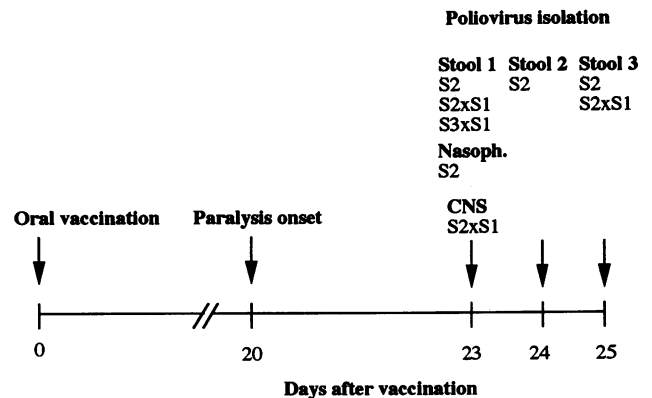 Poliovirus isolation
Stool 1 Stool 2 Stool 3
S2 S2 S2
S2xS1 S2xS1
S3xS1
Nasoph.
S2
Oral vaccination Paralysis onset CNS
S2xS1
0 20 23 24 25
Days after vaccination